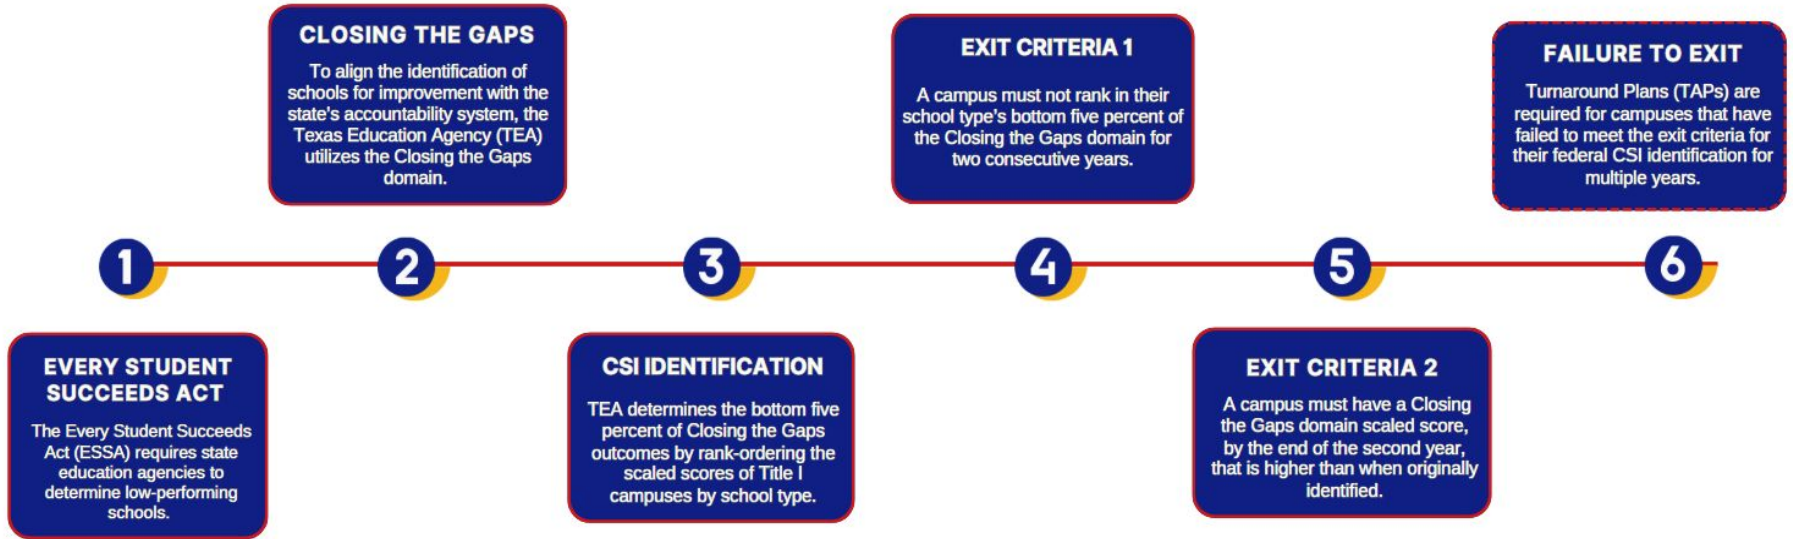 1
EVERY STUDENT
SUCCEEDS ACT
The Every Student Succeeds
Act (ESSA) requires state
education agencies to
determine low-performing
schools.
2
CLOSING THE GAPS
To align the identification of
schools for improvement with the
state's accountability system, the
Texas Education Agency (TEA)
utilizes the Closing the Gaps
domain.
3
CSI IDENTIFICATION
TEA determines the bottom five
percent of Closing the Gaps
outcomes by rank-ordering the
scaled scores of Title I
campuses by school type.
4
EXIT CRITERIA 1
A campus must not rank in their
school type's bottom five percent of
the Closing the Gaps domain for
two consecutive years.
5
EXIT CRITERIA 2
A campus must have a Closing
the Gaps domain scaled score,
by the end of the second year,
that is higher than when originally
identified.
6
FAILURE TO EXIT
Turnaround Plans (TAPs) are
required for campuses that have
failed to meet the exit criteria for
their federal CSI identification for
multiple years.